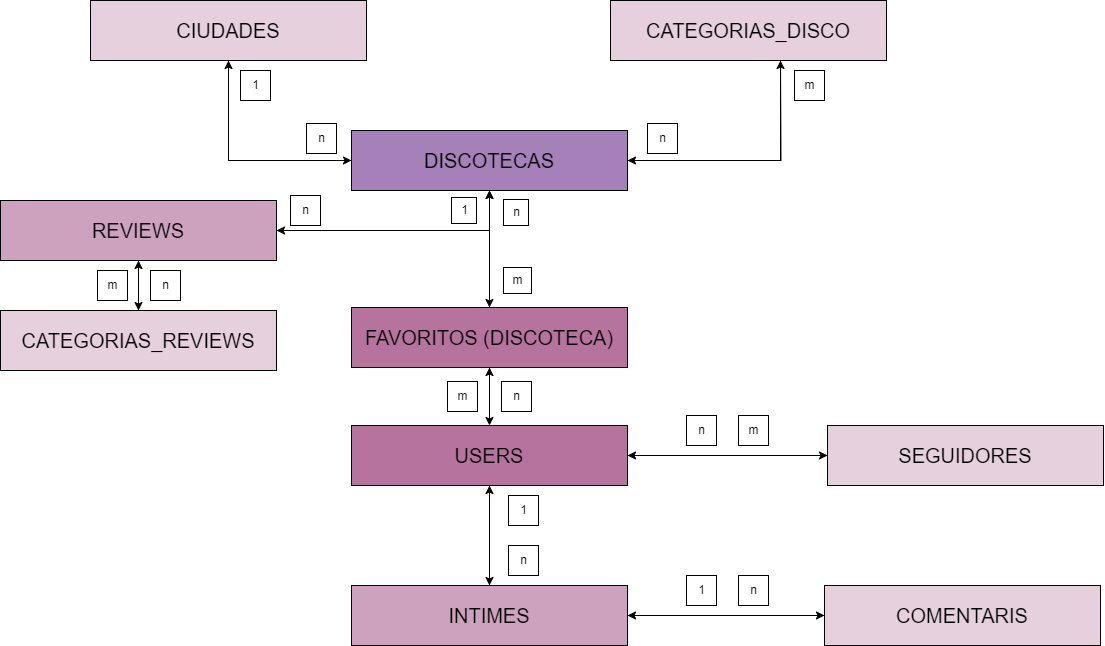 CIUDADES
CATEGORIAS_DISCO
1
m
n
n
DISCOTECAS
n
1
n
REVIEWS
m
n
m
CATEGORIAS_REVIEWS
FAVORITOS (DISCOTECA)
m
n
n
m
USERS
SEGUIDORES
1
n
1
n
INTIMES
COMENTARIS